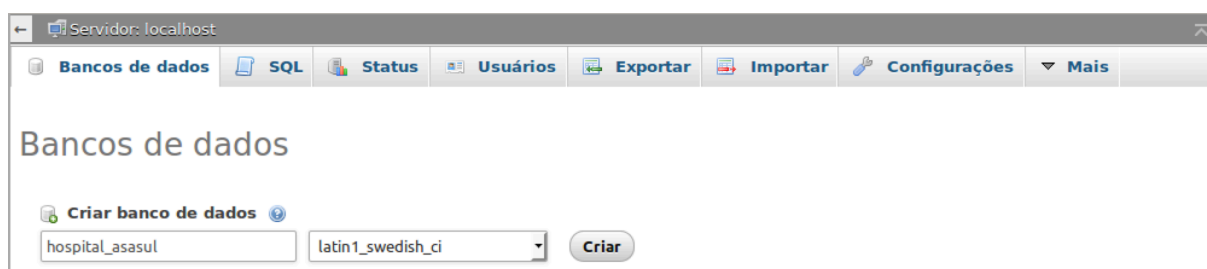 Servidor: localhost
Bancos de dados SQL Status Usuários Exportar Importar Configurações Mais
Bancos de dados
Criar banco de dados
hospital_asasul latin1_swedish_ci Criar